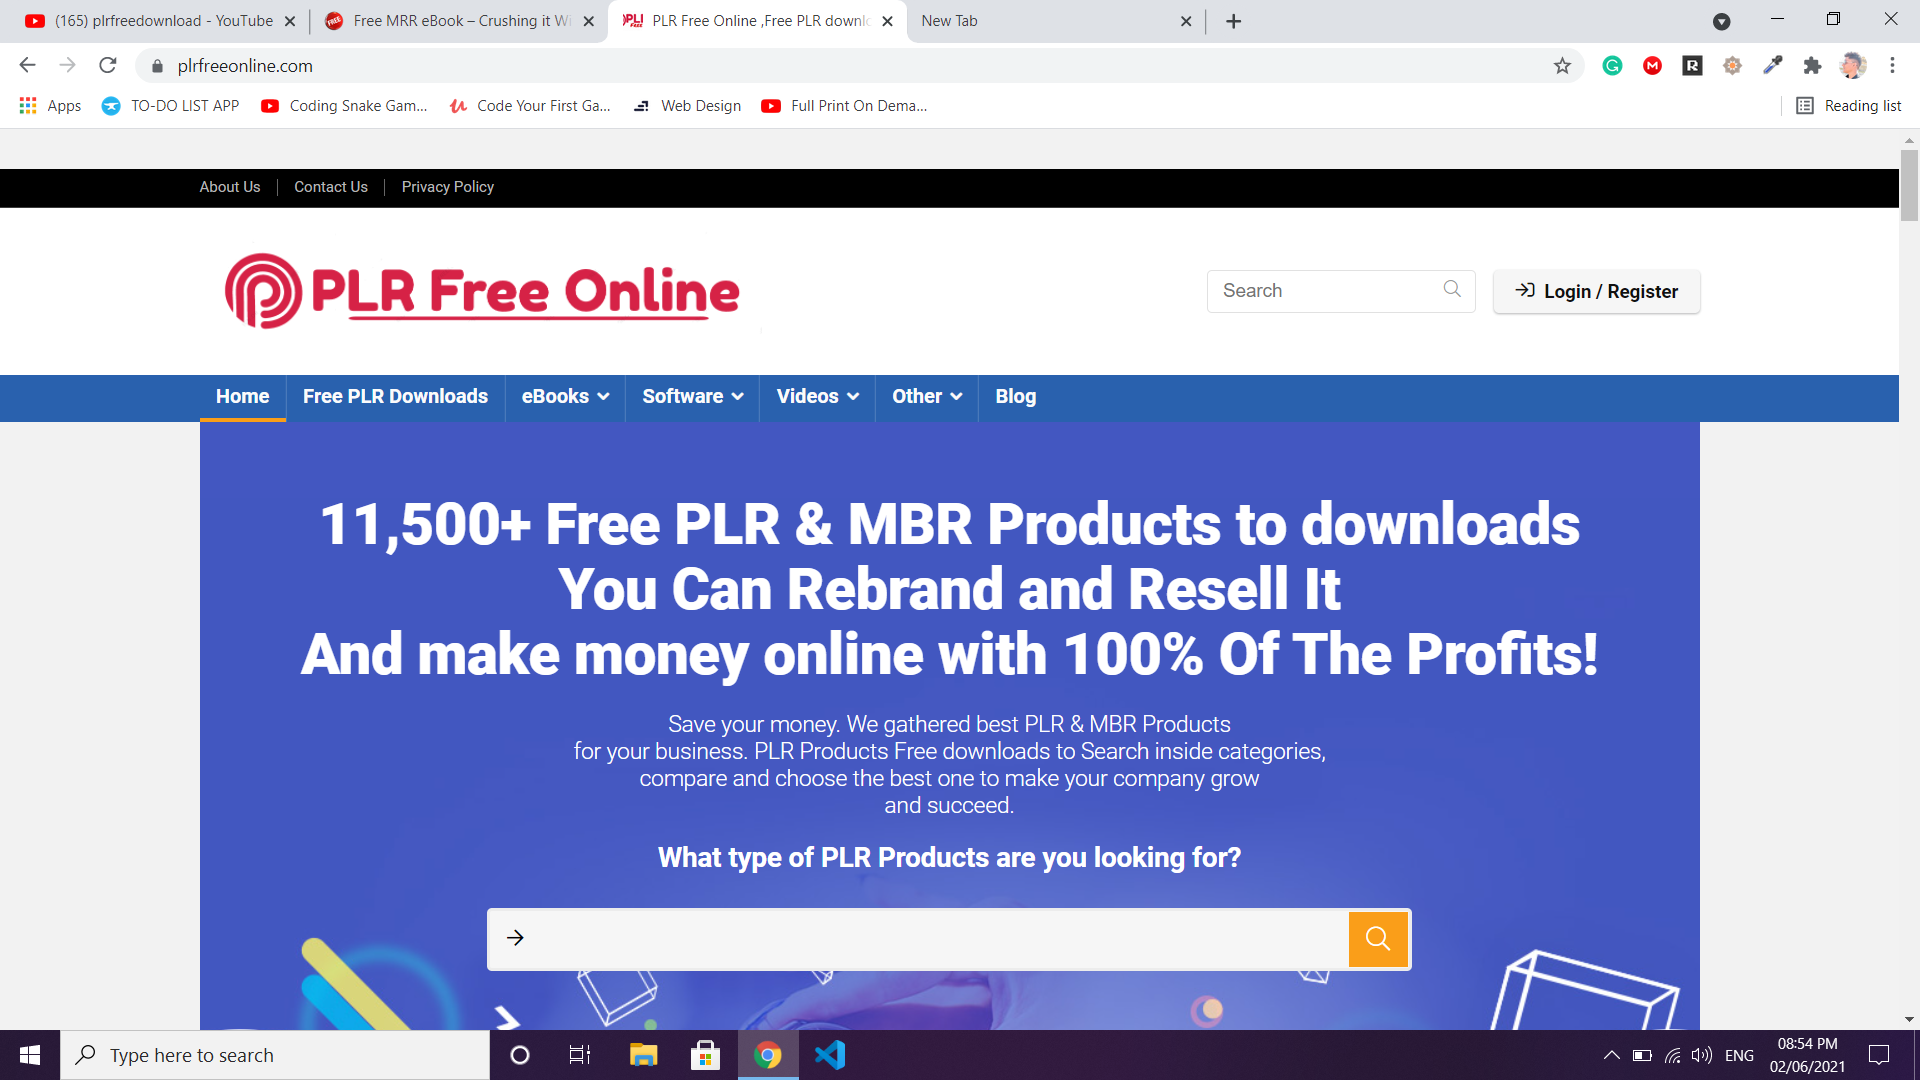 (165) plrfreedownload - YouTube
Free MRR eBook – Crushing it Wi
PLR Free Online ,Free PLR downlo
New Tab
plrfreeonline.com
Apps
TO-DO LIST APP
Coding Snake Gam...
Code Your First Ga...
Web Design
Full Print On Dema...
Reading list
About Us
Contact Us
Privacy Policy
PLR Free Online
Search
Login / Register
Home
Free PLR Downloads
eBooks
Software
Videos
Other
Blog
11,500+ Free PLR & MBR Products to downloads
You Can Rebrand and Resell It
And make money online with 100% Of The Profits!
Save your money. We gathered best PLR & MBR Products
for your business. PLR Products Free downloads to Search inside categories,
compare and choose the best one to make your company grow
and succeed.
What type of PLR Products are you looking for?
Type here to search
ENG
08:54 PM
02/06/2021